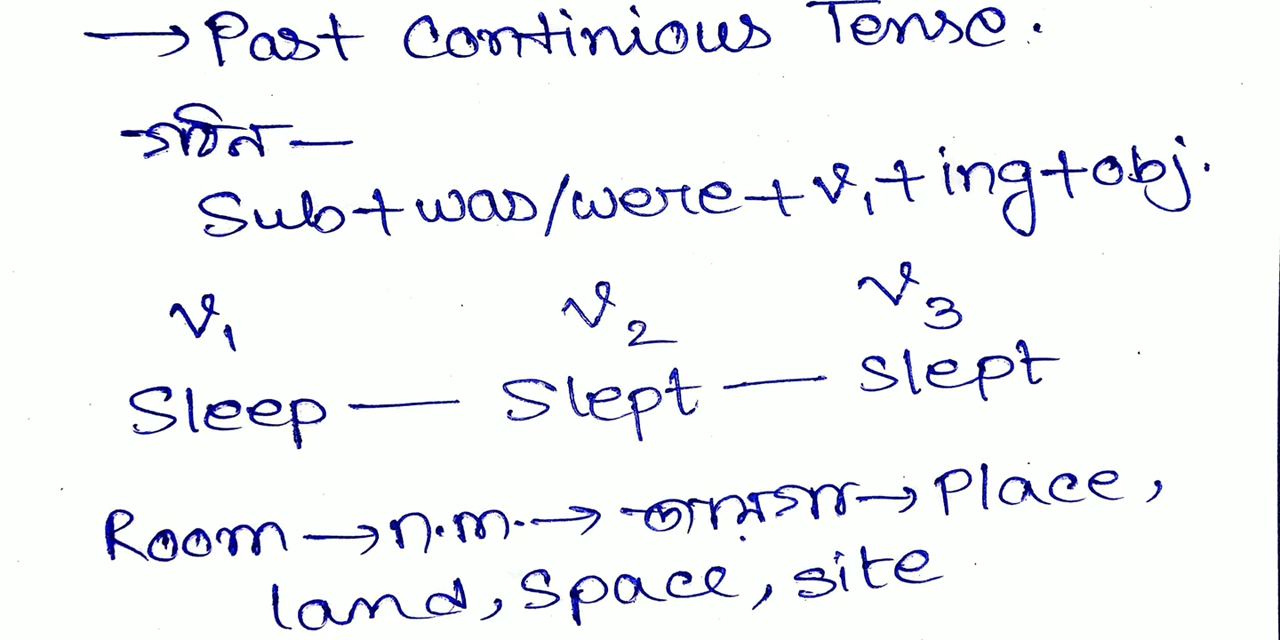 → Past Continious Tense.
গঠন —
Sub + was/were + v₁ + ing + obj.
v₁ v₂ v₃
Sleep — Slept — Slept
Room → n.m. → জায়গা → Place,
land, Space, site